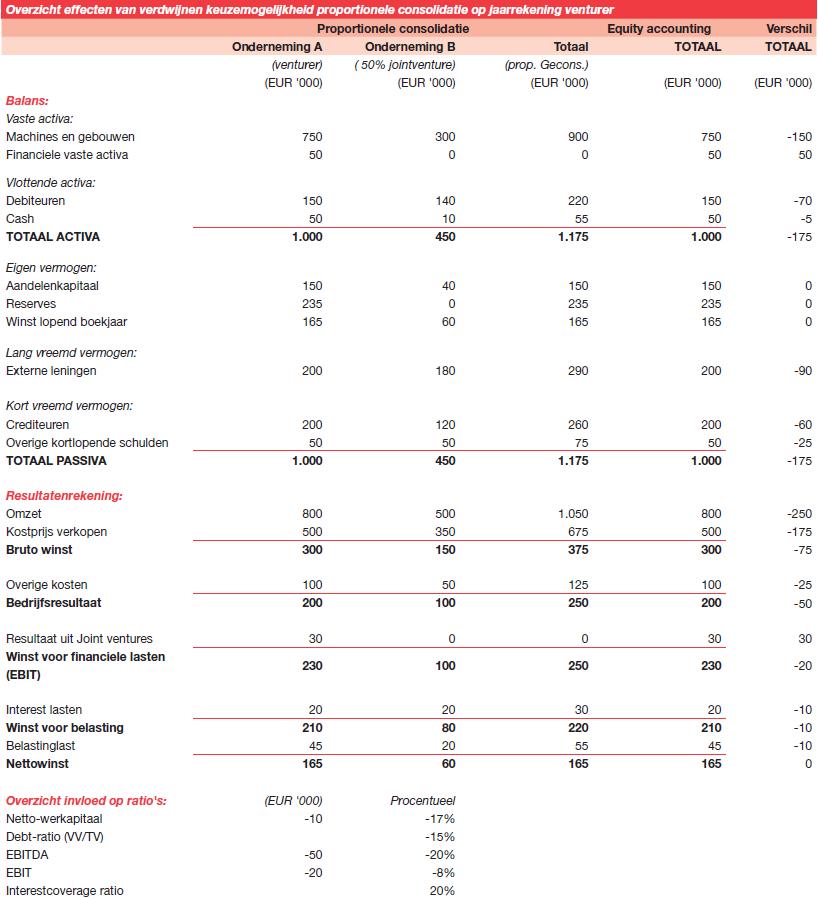 Overzicht effecten van verdwijnen keuzemogelijkheid proportionele consolidatie op jaarrekening venturer
Proportionele consolidatie Equity accounting Verschil
Onderneming A Onderneming B Totaal TOTAAL TOTAAL
(venturer) ( 50% jointventure) (prop. Gecons.)
(EUR '000) (EUR '000) (EUR '000) (EUR '000) (EUR '000)
Balans:
Vaste activa:
Machines en gebouwen 750 300 900 750 -150
Financiele vaste activa 50 0 0 50 50
Vlottende activa:
Debiteuren 150 140 220 150 -70
Cash 50 10 55 50 -5
TOTAAL ACTIVA 1.000 450 1.175 1.000 -175
Eigen vermogen:
Aandelenkapitaal 150 40 150 150 0
Reserves 235 0 235 235 0
Winst lopend boekjaar 165 60 165 165 0
Lang vreemd vermogen:
Externe leningen 200 180 290 200 -90
Kort vreemd vermogen:
Crediteuren 200 120 260 200 -60
Overige kortlopende schulden 50 50 75 50 -25
TOTAAL PASSIVA 1.000 450 1.175 1.000 -175
Resultatenrekening:
Omzet 800 500 1.050 800 -250
Kostprijs verkopen 500 350 675 500 -175
Bruto winst 300 150 375 300 -75
Overige kosten 100 50 125 100 -25
Bedrijfsresultaat 200 100 250 200 -50
Resultaat uit Joint ventures 30 0 0 30 30
Winst voor financiele lasten
(EBIT) 230 100 250 230 -20
Interest lasten 20 20 30 20 -10
Winst voor belasting 210 80 220 210 -10
Belastinglast 45 20 55 45 -10
Nettowinst 165 60 165 165 0
Overzicht invloed op ratio's: (EUR '000) Procentueel
Netto-werkapitaal -10 -17%
Debt-ratio (VV/TV) -15%
EBITDA -50 -20%
EBIT -20 -8%
Interestcoverage ratio 20%